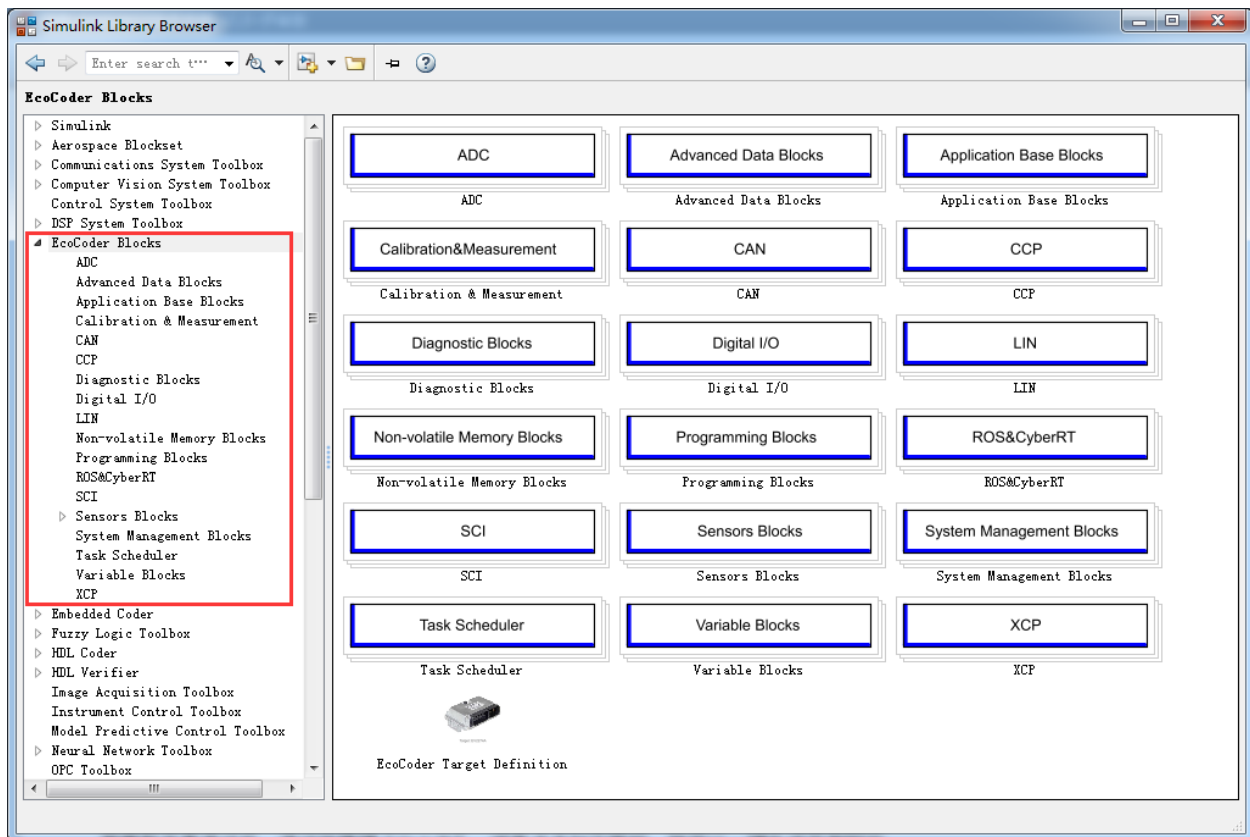 Simulink Library Browser
Enter search t...
EcoCoder Blocks
Simulink
Aerospace Blockset
Communications System Toolbox
Computer Vision System Toolbox
Control System Toolbox
DSP System Toolbox
EcoCoder Blocks
ADC
Advanced Data Blocks
Application Base Blocks
Calibration & Measurement
CAN
CCP
Diagnostic Blocks
Digital I/O
LIN
Non-volatile Memory Blocks
Programming Blocks
ROS&CyberRT
SCI
Sensors Blocks
System Management Blocks
Task Scheduler
Variable Blocks
XCP
Embedded Coder
Fuzzy Logic Toolbox
HDL Coder
HDL Verifier
Image Acquisition Toolbox
Instrument Control Toolbox
Model Predictive Control Toolbox
Neural Network Toolbox
OPC Toolbox
ADC Advanced Data Blocks Application Base Blocks
ADC Advanced Data Blocks Application Base Blocks
Calibration&Measurement CAN CCP
Calibration & Measurement CAN CCP
Diagnostic Blocks Digital I/O LIN
Diagnostic Blocks Digital I/O LIN
Non-volatile Memory Blocks Programming Blocks ROS&CyberRT
Non-volatile Memory Blocks Programming Blocks ROS&CyberRT
SCI Sensors Blocks System Management Blocks
SCI Sensors Blocks System Management Blocks
Task Scheduler Variable Blocks XCP
Task Scheduler Variable Blocks XCP
EcoCoder Target Definition